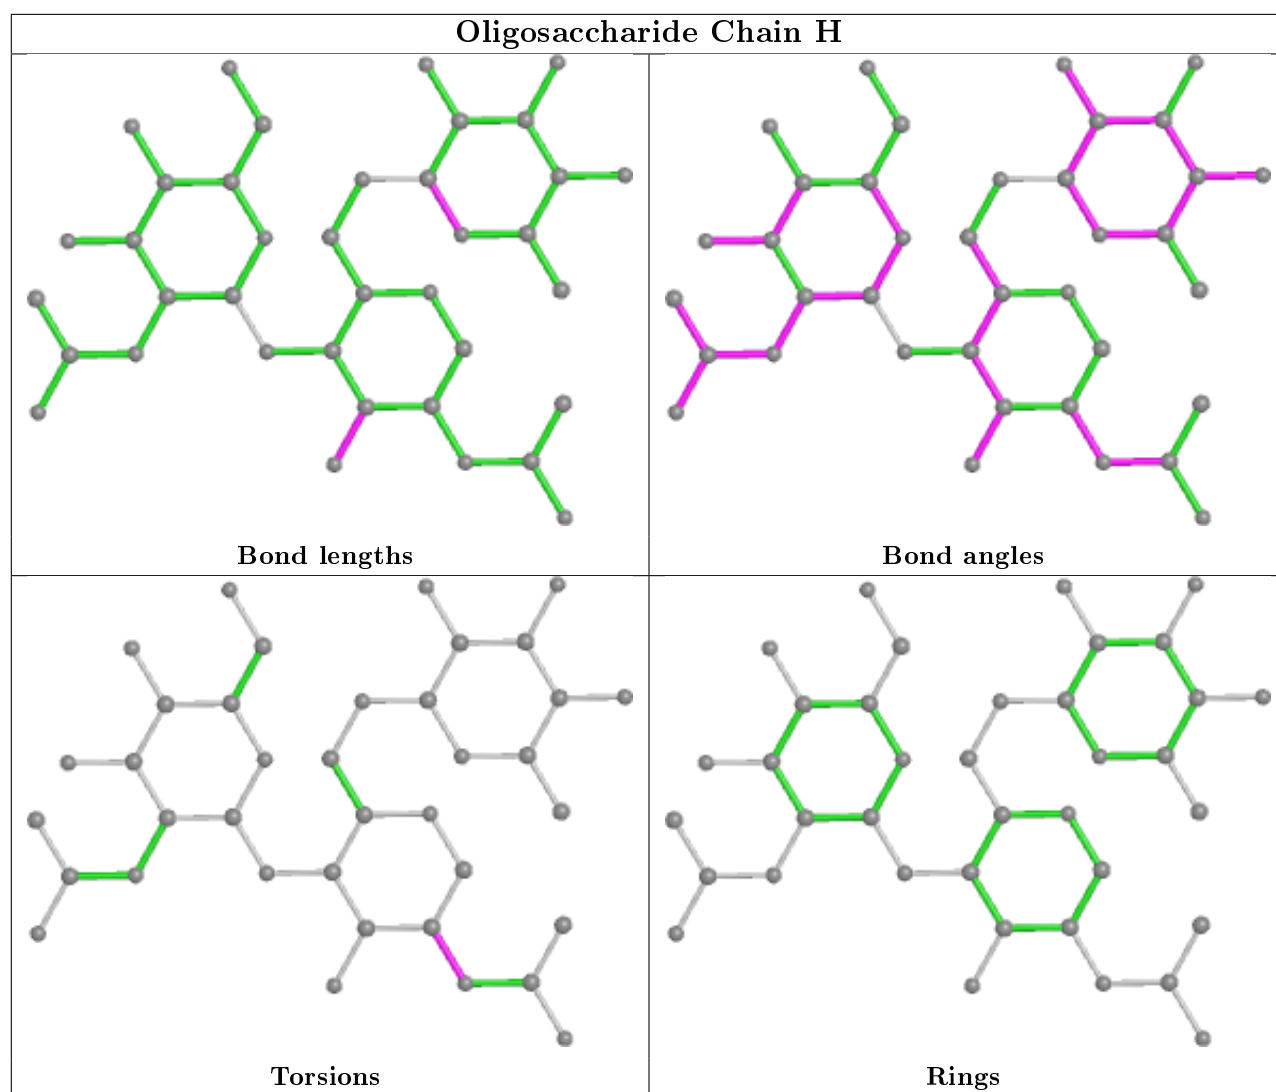 Oligosaccharide Chain H
Bond lengths
Bond angles
Torsions
Rings